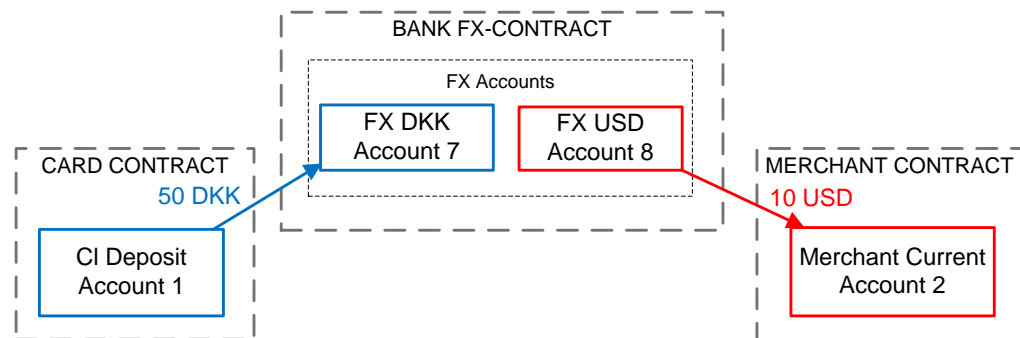 BANK FX-CONTRACT
FX Accounts
FX DKK
Account 7
FX USD
Account 8
CARD CONTRACT
50 DKK
CI Deposit
Account 1
MERCHANT CONTRACT
10 USD
Merchant Current
Account 2